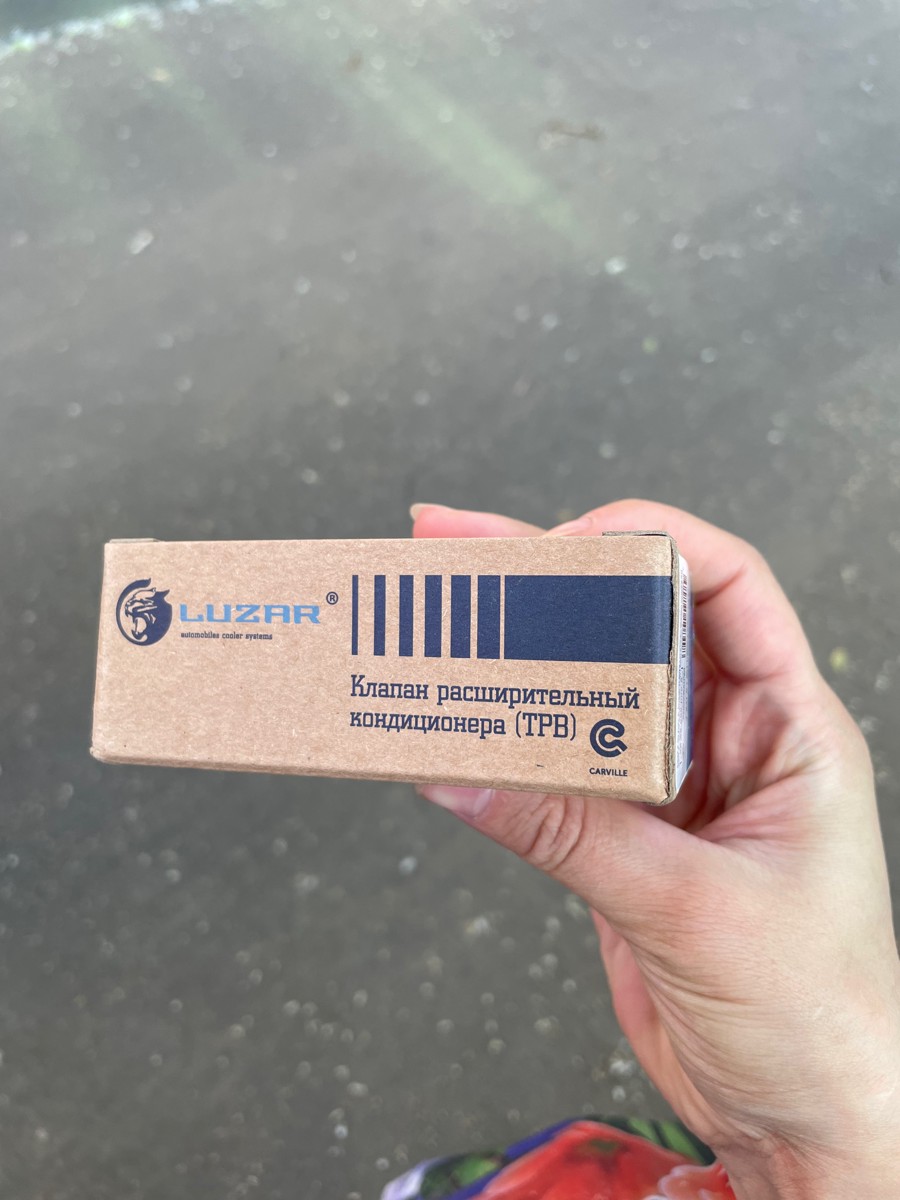 LUZAR®
automobiles cooler systems
Клапан расширительный
кондиционера (ТРВ)
CARVILLE